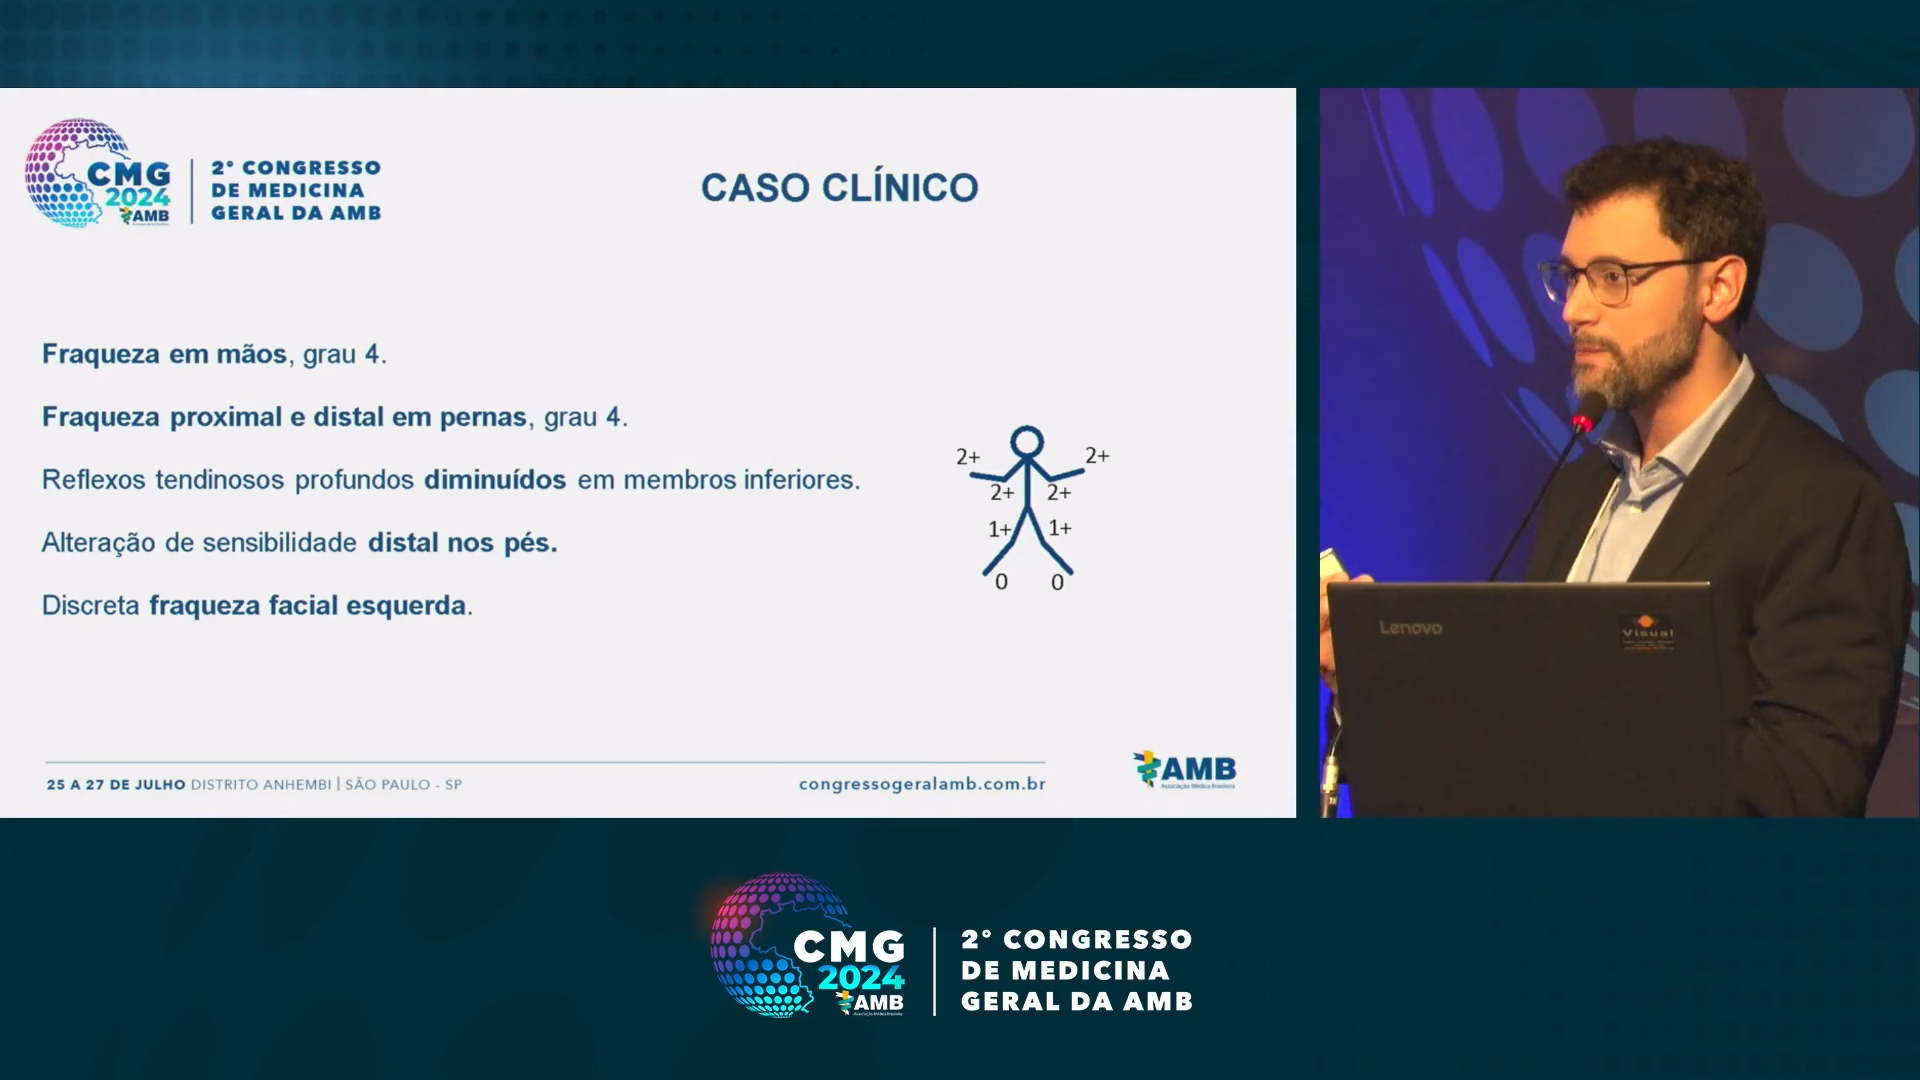 CMG
2024
AMB
2° CONGRESSO
DE MEDICINA
GERAL DA AMB
CASO CLÍNICO
Fraqueza em mãos, grau 4.
Fraqueza proximal e distal em pernas, grau 4.
Reflexos tendinosos profundos diminuídos em membros inferiores.
Alteração de sensibilidade distal nos pés.
Discreta fraqueza facial esquerda.
2+ 2+
2+ 2+
1+ 1+
0 0
25 A 27 DE JULHO DISTRITO ANHEMBI | SÃO PAULO - SP
congressogeralamb.com.br
AMB
Associação Médica Brasileira
Lenovo
Visual
CMG
2024
AMB
2° CONGRESSO
DE MEDICINA
GERAL DA AMB